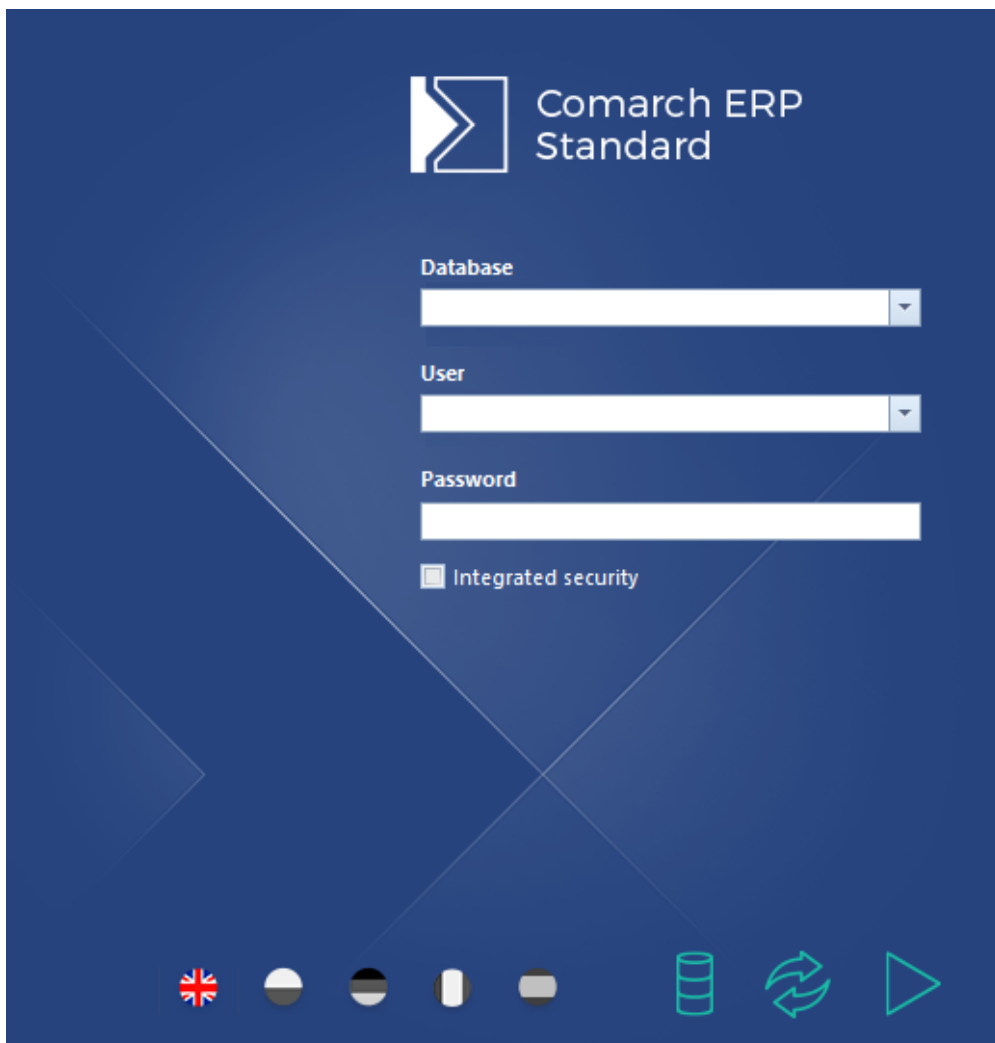 Comarch ERP
Standard
Database
User
Password
Integrated security